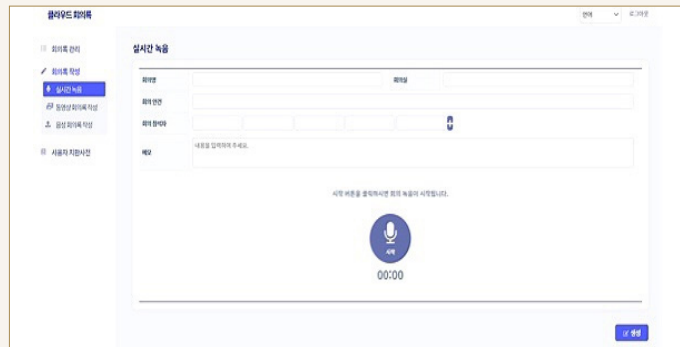 클라우드 회의록
언어
로그아웃
회의록 관리
회의록 작성
실시간 녹음
동영상 회의록 작성
음성 회의록 작성
사용자 치환사전
실시간 녹음
회의명
회의실
회의 안건
회의 참석자
메모
내용을 입력하여 주세요.
시작 버튼을 클릭하시면 회의 녹음이 시작됩니다.
시작
00:00
생성